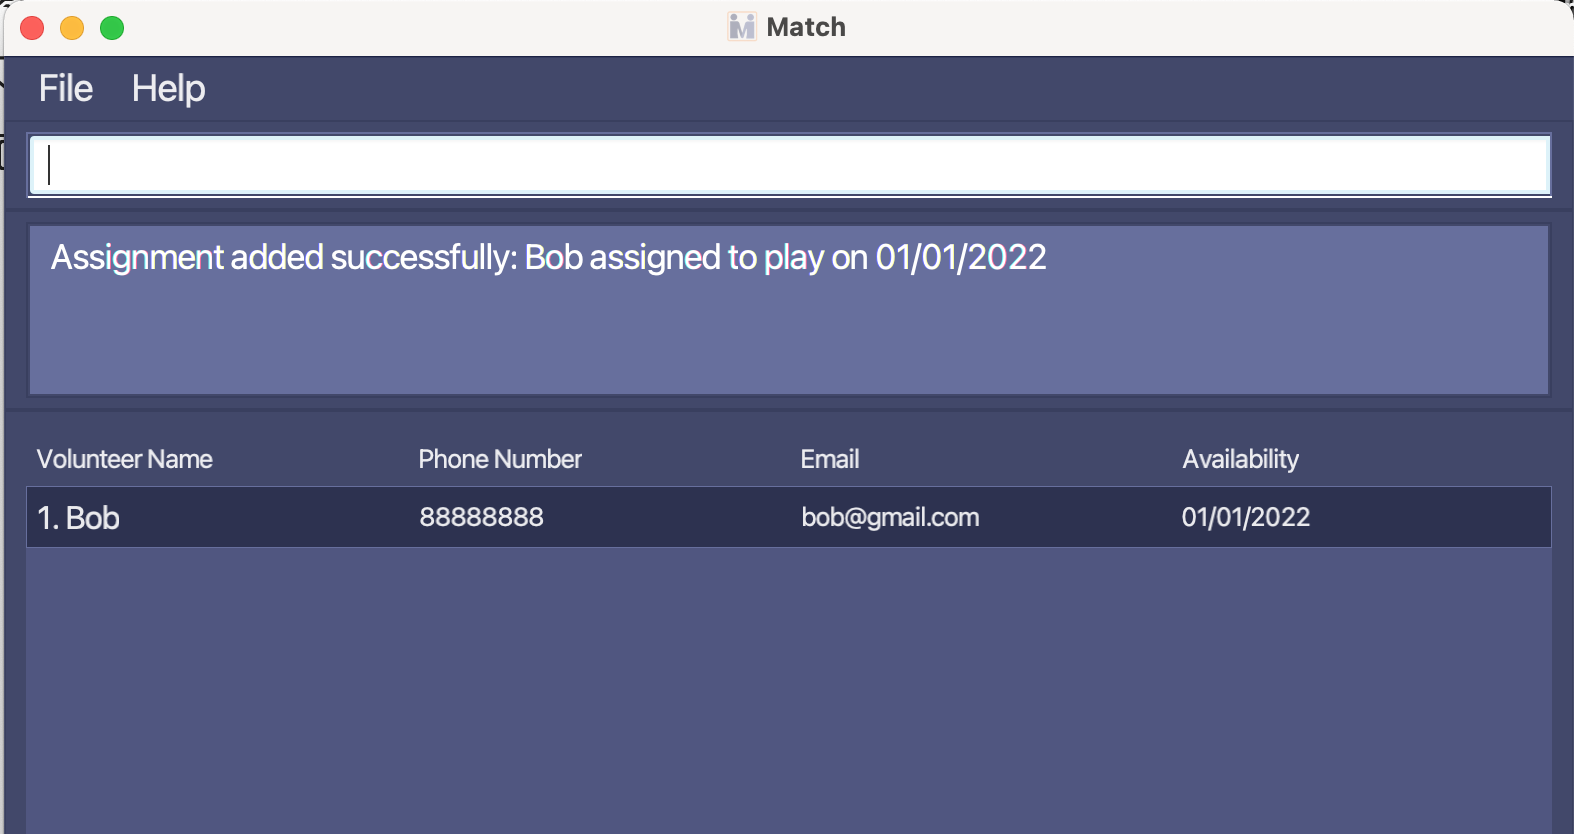 Match
File Help
Assignment added successfully: Bob assigned to play on 01/01/2022
Volunteer Name Phone Number Email Availability
1. Bob 88888888 bob@gmail.com 01/01/2022